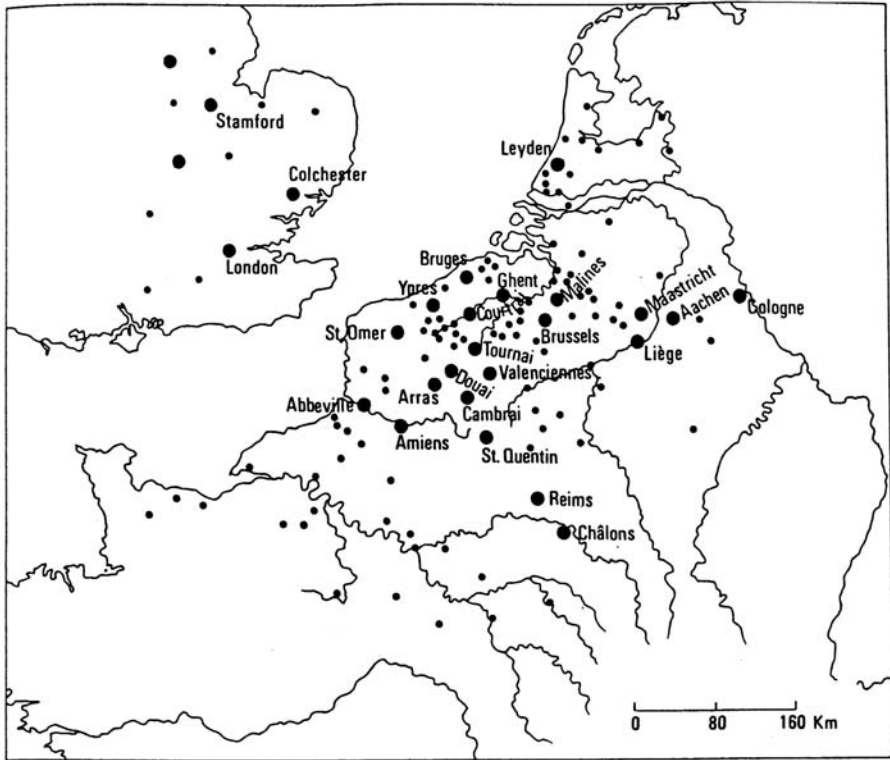 Stamford
Leyden
Colchester
London
Bruges
Ghent
Malines
Ypres
Courtrai
Maastricht
Aachen
Cologne
St. Omer
Brussels
Tournai
Liège
Douai
Valenciennes
Arras
Abbeville
Cambrai
Amiens
St. Quentin
Reims
Châlons
0 80 160 Km